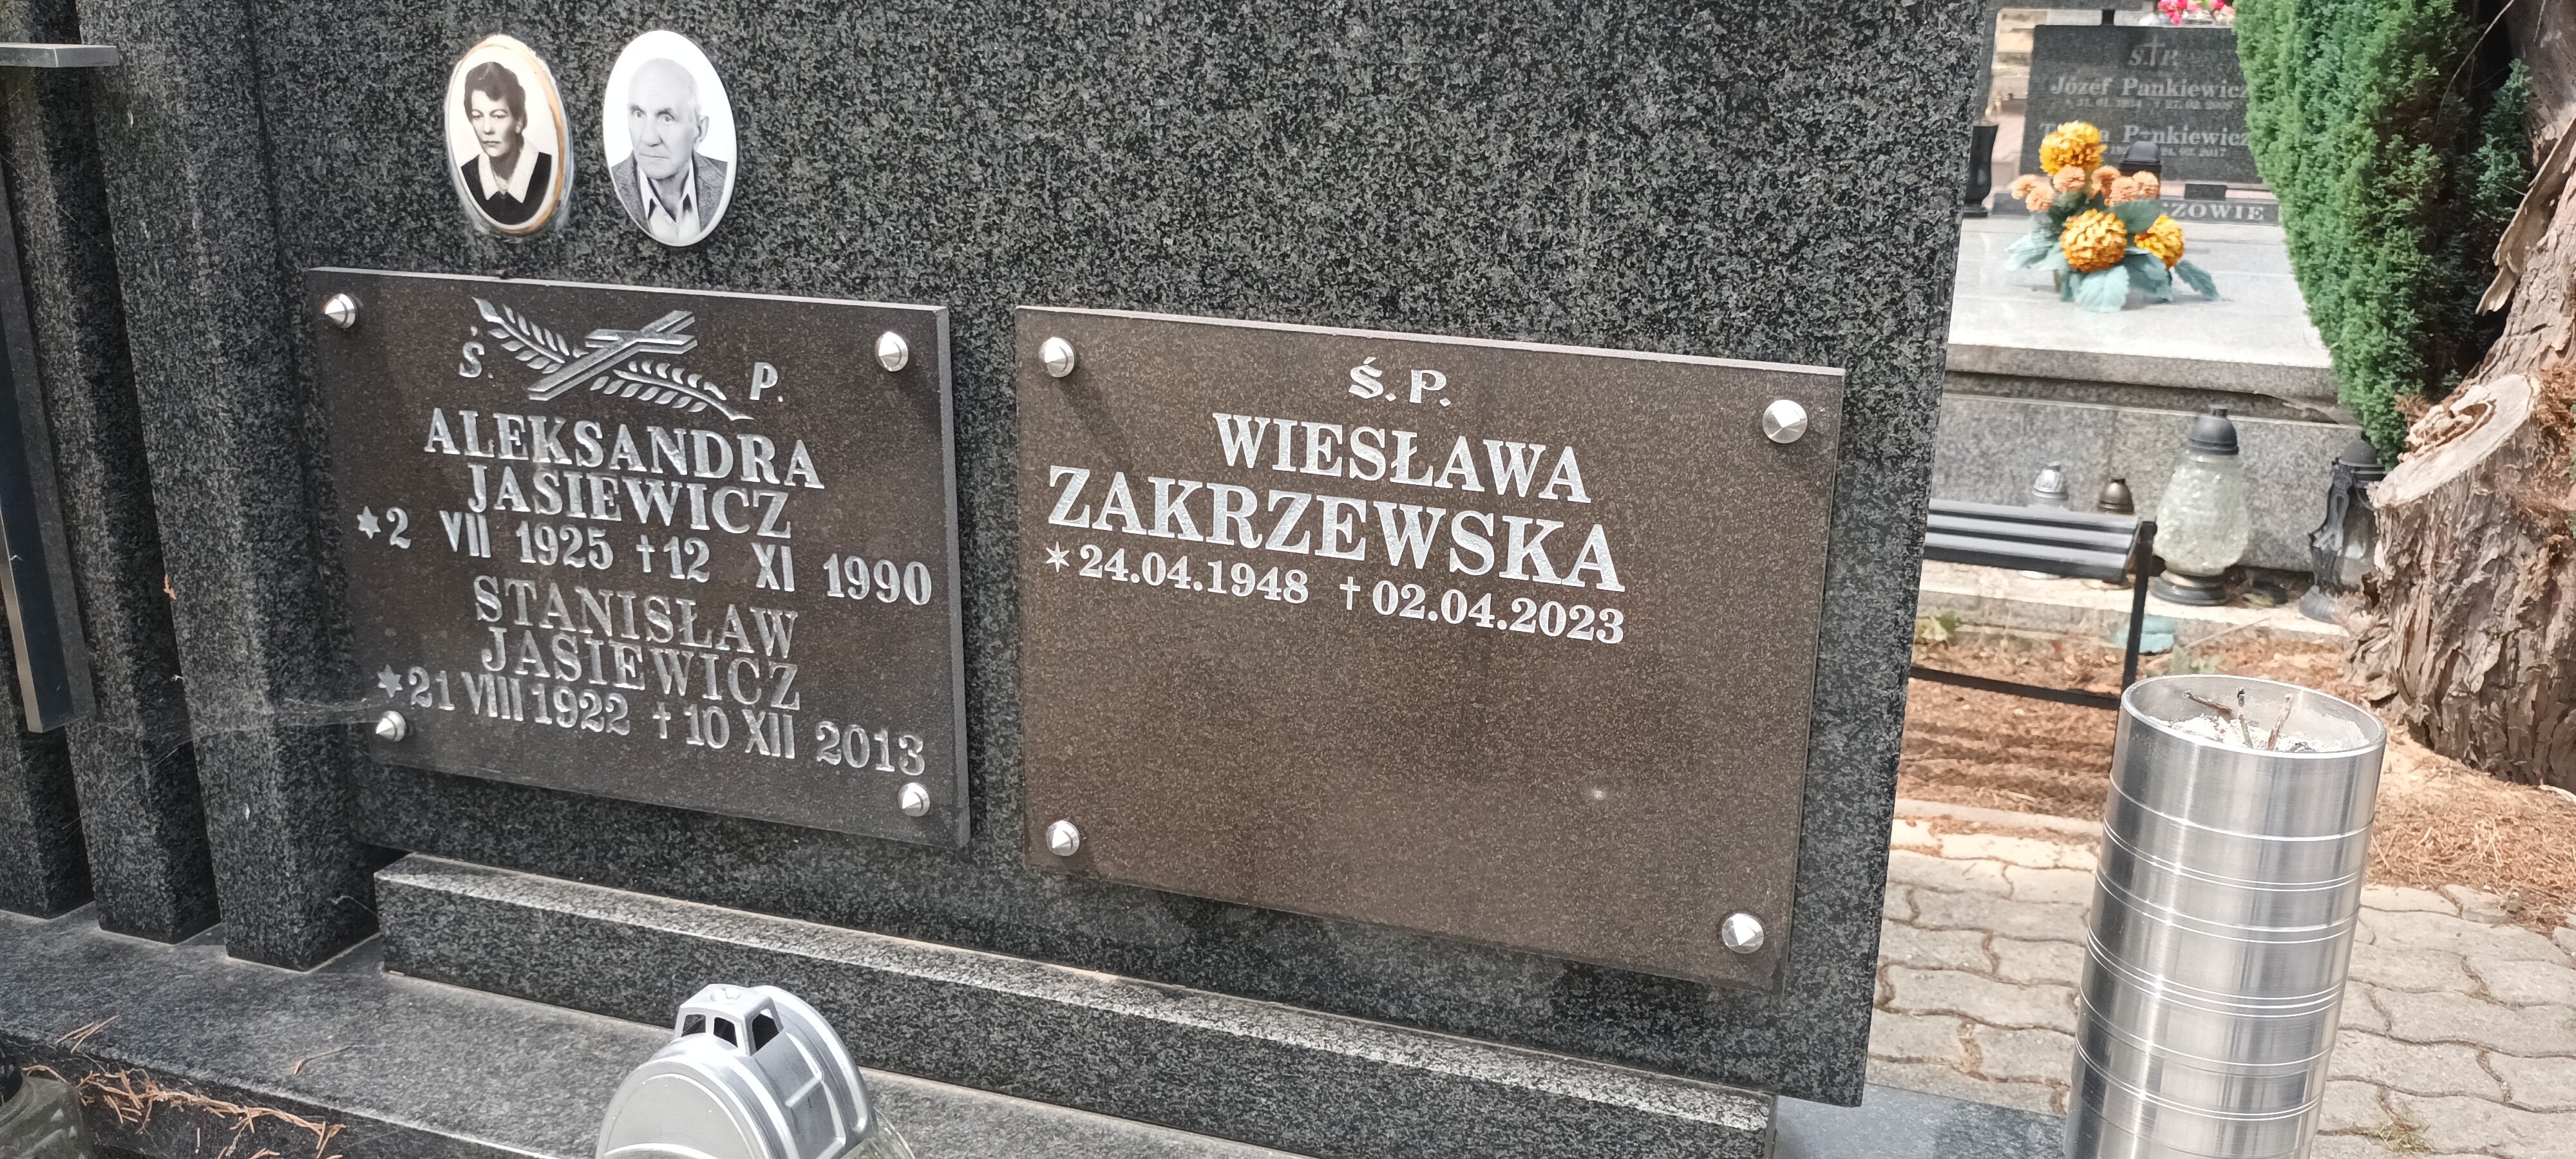 Ś. P.
ALEKSANDRA
JASIEWICZ
✶2 VII 1925 †12 XI 1990
STANISŁAW
JASIEWICZ
✶21 VIII 1922 †10 XII 2013
Ś. P.
WIESŁAWA
ZAKRZEWSKA
✶24.04.1948 †02.04.2023
Ś.P.
Józef Pankiewicz
Pankiewicz
2017